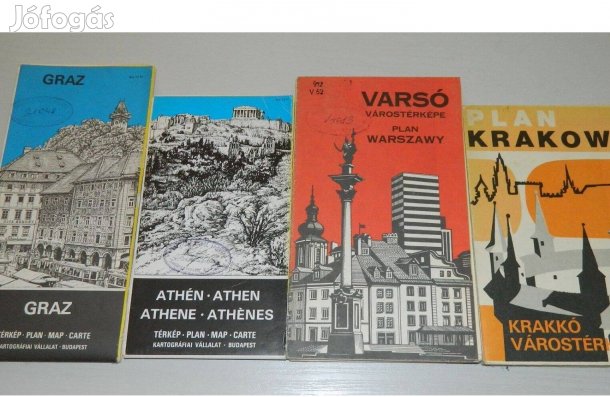 Jófogás
GRAZ
GRAZ
TÉRKÉP · PLAN · MAP · CARTE
KARTOGRÁFIAI VÁLLALAT · BUDAPEST
ATHÉN · ATHEN
ATHENE · ATHÈNES
TÉRKÉP · PLAN · MAP · CARTE
KARTOGRÁFIAI VÁLLALAT · BUDAPEST
VARSÓ
VÁROSTÉRKÉPE
PLAN
WARSZAWY
PLAN
KRAKOW
KRAKKÓ
VÁROSTÉR